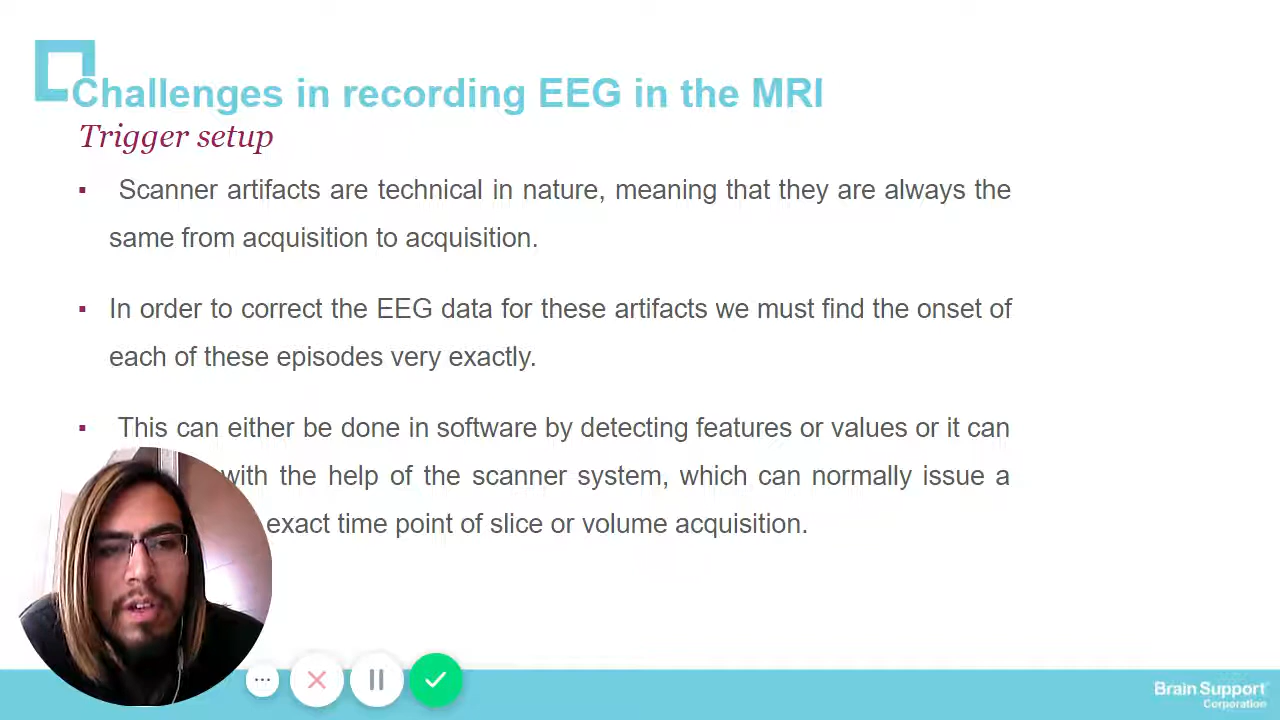 Challenges in recording EEG in the MRI
Trigger setup
▪ Scanner artifacts are technical in nature, meaning that they are always the
same from acquisition to acquisition.
▪ In order to correct the EEG data for these artifacts we must find the onset of
each of these episodes very exactly.
▪ This can either be done in software by detecting features or values or it can
with the help of the scanner system, which can normally issue a
exact time point of slice or volume acquisition.
Brain Support
Corporation